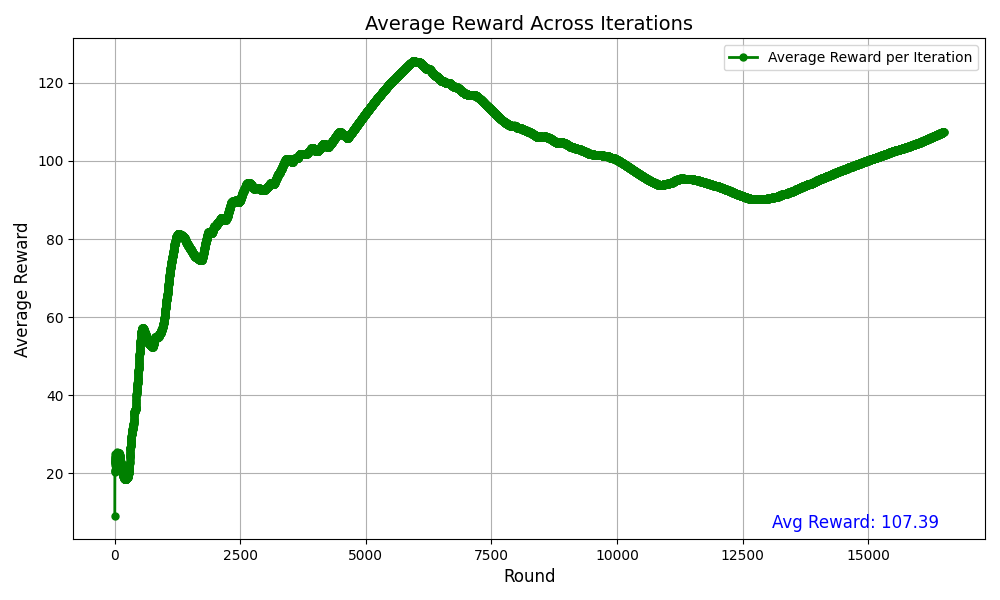 Average Reward Across Iterations
Average Reward per Iteration
Average Reward
120
100
80
60
40
20
Avg Reward: 107.39
0 2500 5000 7500 10000 12500 15000
Round